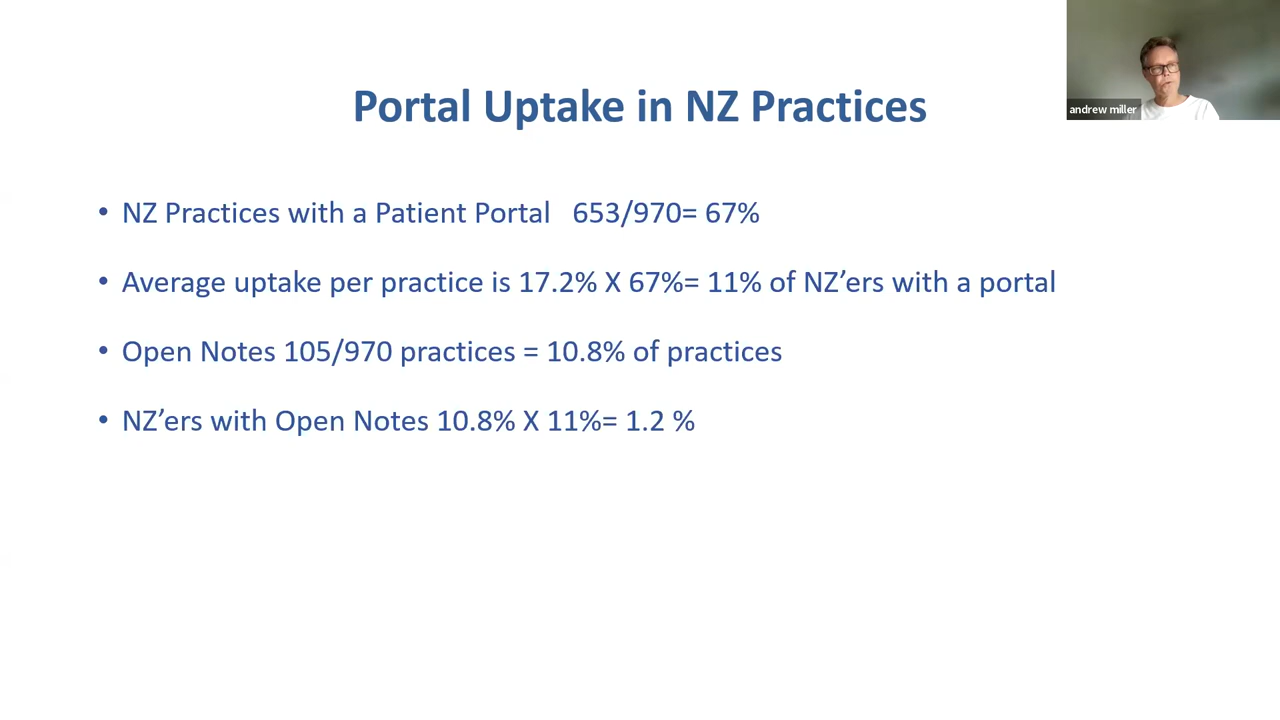 Portal Uptake in NZ Practices
andrew miller
• NZ Practices with a Patient Portal   653/970= 67%
• Average uptake per practice is 17.2% X 67%= 11% of NZ’ers with a portal
• Open Notes 105/970 practices = 10.8% of practices
• NZ’ers with Open Notes 10.8% X 11%= 1.2 %